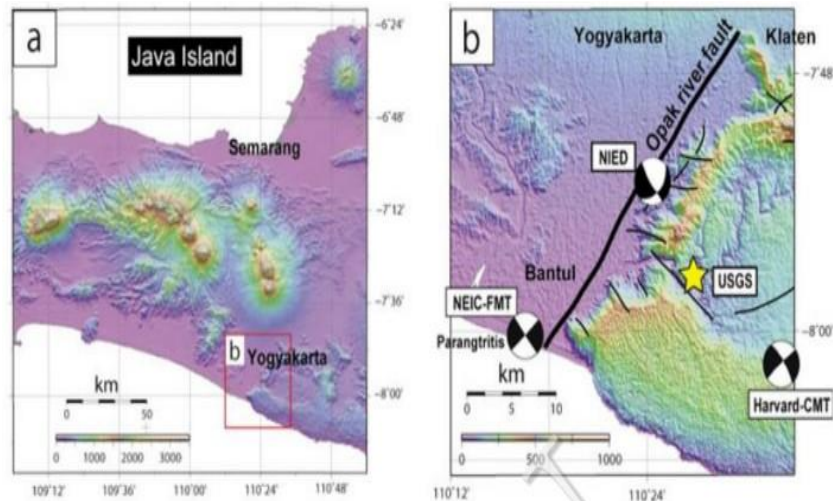 a
Java Island
Semarang
b
Yogyakarta
km
0 50
0 1000 2000 3000
109°12' 109°36' 110°00' 110°24' 110°48'
-6°24'
-6°48'
-7°12'
-7°36'
-8°00'
b
Yogyakarta
Klaten
Opak river fault
NIED
Bantul
USGS
NEIC-FMT
Parangtritis
Harvard-CMT
km
0 5 10
0 500 1000
110°12' 110°24'
-7°48'
-8°00'